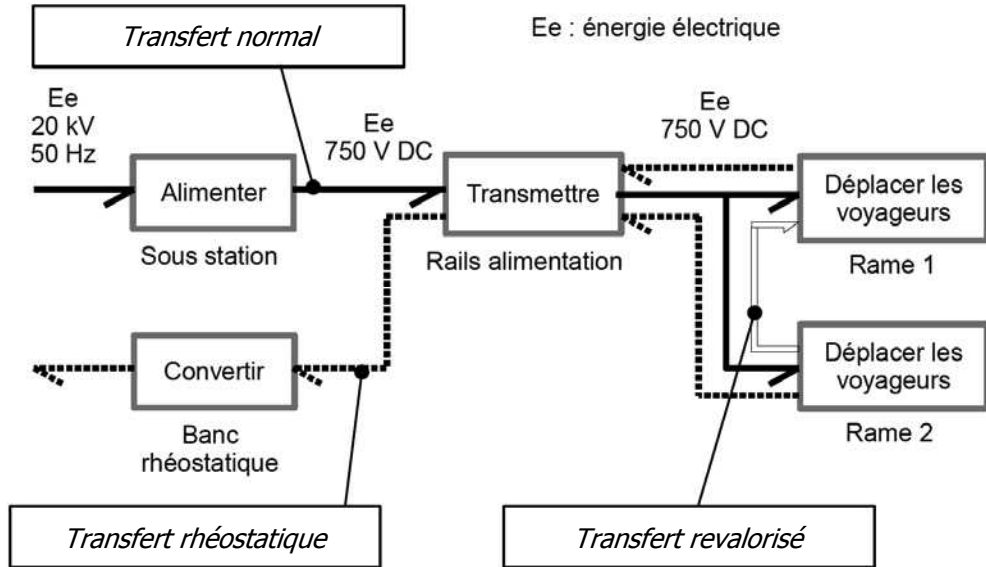 Transfert normal
Ee : énergie électrique
Ee
20 kV
50 Hz
Ee
750 V DC
Ee
750 V DC
Alimenter
Sous station
Transmettre
Rails alimentation
Déplacer les
voyageurs
Rame 1
Convertir
Banc
rhéostatique
Déplacer les
voyageurs
Rame 2
Transfert rhéostatique
Transfert revalorisé